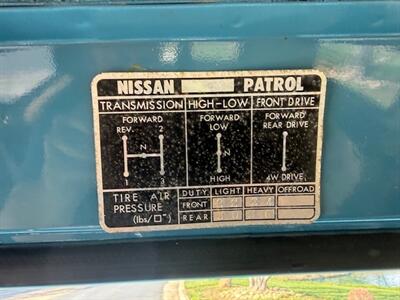 NISSAN PATROL
TRANSMISSION HIGH-LOW FRONT DRIVE
FORWARD FORWARD FORWARD
REV. 2 LOW REAR DRIVE
N N
3 HIGH 4W DRIVE
TIRE AIR DUTY LIGHT HEAVY OFFROAD
PRESSURE FRONT
(lbs/□") REAR